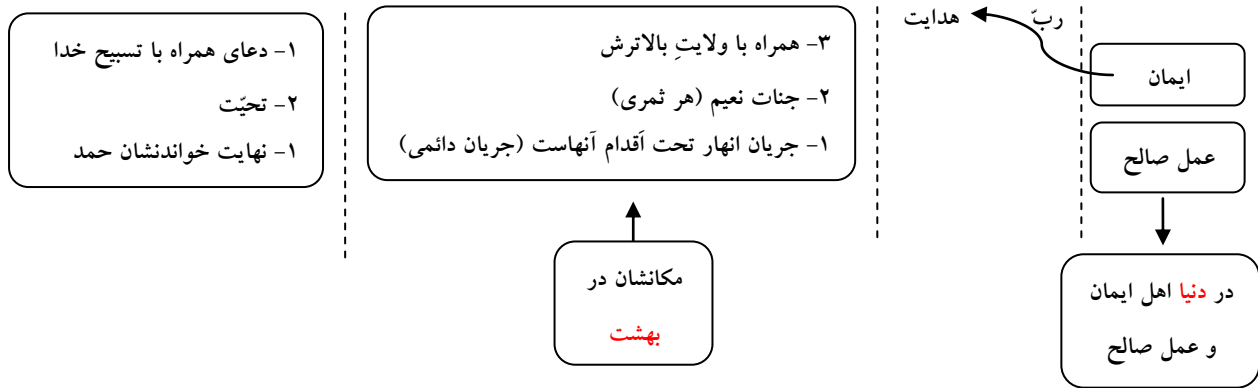 ایمان
عمل صالح
در دنیا اهل ایمان
و عمل صالح
ربّ
هدایت
۳- همراه با ولایتِ بالاترش
۲- جنات نعیم (هر ثمری)
۱- جریان انهار تحت اَقدام آنهاست (جریان دائمی)
مکانشان در
بهشت
۱- دعای همراه با تسبیح خدا
۲- تحیّت
۱- نهایت خواندنشان حمد